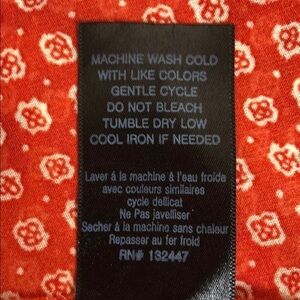 MACHINE WASH COLD
WITH LIKE COLORS
GENTLE CYCLE
DO NOT BLEACH
TUMBLE DRY LOW
COOL IRON IF NEEDED
Laver á la machine á l'eau froide
avec couleurs similaires
cycle delicat
Ne Pas javelliser
Sacher á la machine sans chaleur
Repasser au fer froid
RN# 132447